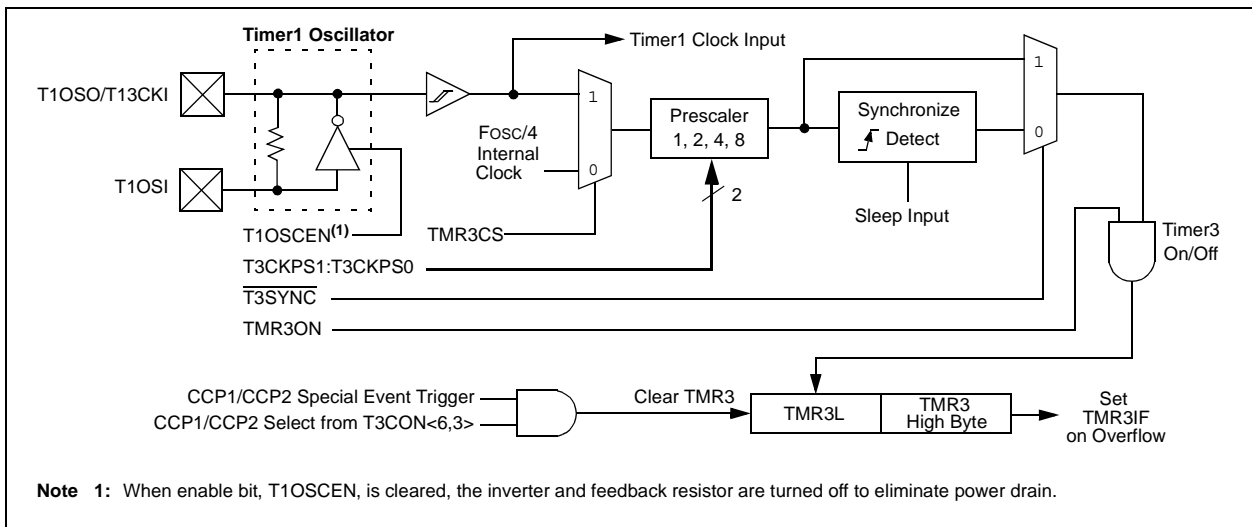 Timer1 Oscillator
Timer1 Clock Input
T1OSO/T13CKI
1
1
Prescaler
1, 2, 4, 8
Synchronize
Detect
0
FOSC/4
Internal
Clock
0
T1OSI
2
Sleep Input
T1OSCEN(1)
TMR3CS
Timer3
On/Off
T3CKPS1:T3CKPS0
T3SYNC
TMR3ON
CCP1/CCP2 Special Event Trigger
CCP1/CCP2 Select from T3CON<6,3>
Clear TMR3
TMR3L
TMR3
High Byte
Set
TMR3IF
on Overflow
Note 1: When enable bit, T1OSCEN, is cleared, the inverter and feedback resistor are turned off to eliminate power drain.